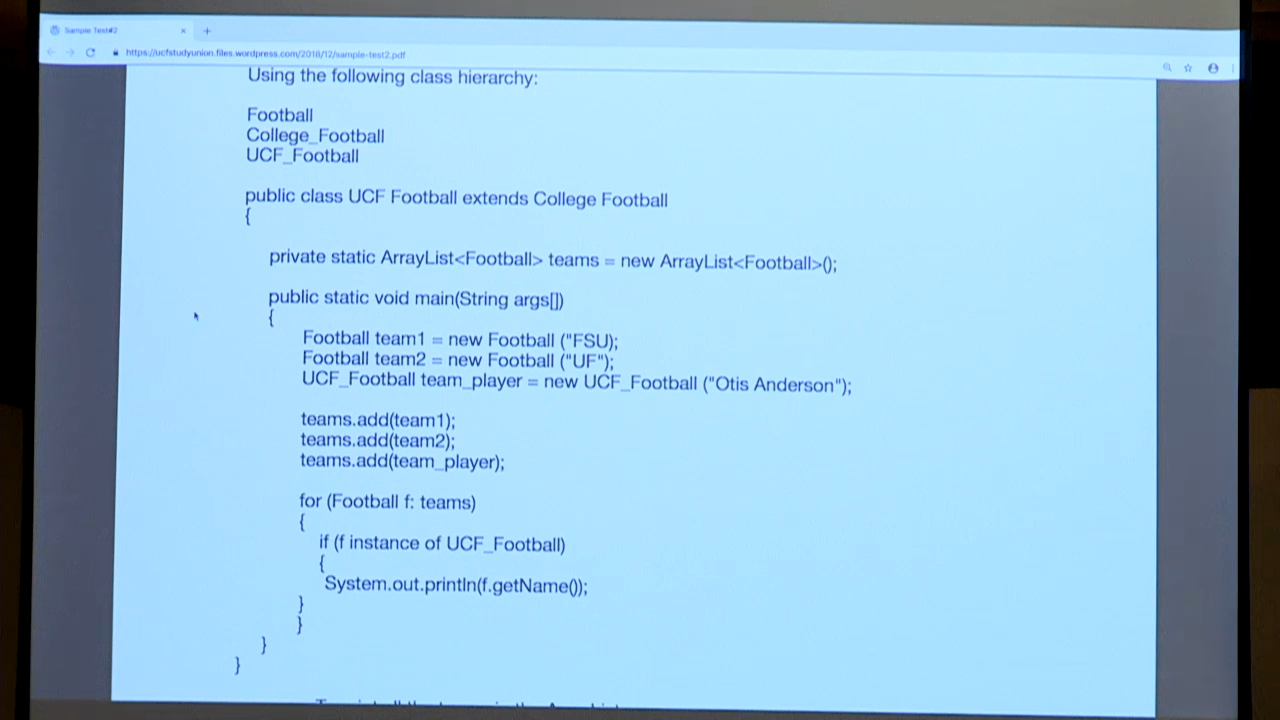 Sample Test#2
https://ucfstudyunion.files.wordpress.com/2018/12/sample-test2.pdf
Using the following class hierarchy:
Football
College_Football
UCF_Football
public class UCF Football extends College Football
{
private static ArrayList<Football> teams = new ArrayList<Football>();
public static void main(String args[])
{
Football team1 = new Football ("FSU);
Football team2 = new Football ("UF");
UCF_Football team_player = new UCF_Football ("Otis Anderson");
teams.add(team1);
teams.add(team2);
teams.add(team_player);
for (Football f: teams)
{
if (f instance of UCF_Football)
{
System.out.println(f.getName());
}
}
}
}